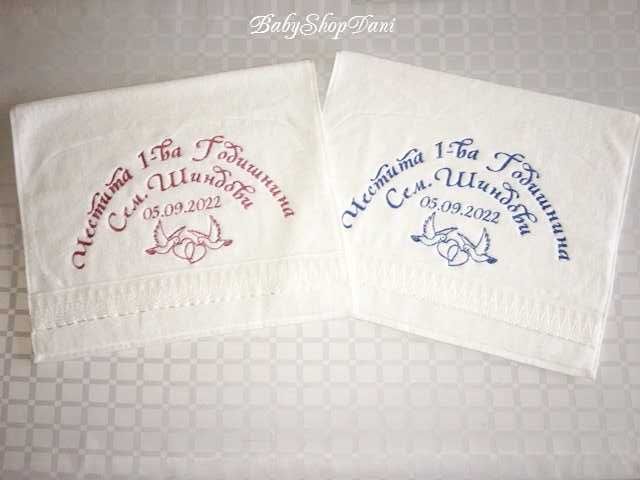 BabyShopDani
Честита 1-ва Годишнина
Сем. Шиндови
05.09.2022
Честита 1-ва Годишнина
Сем. Шиндови
05.09.2022